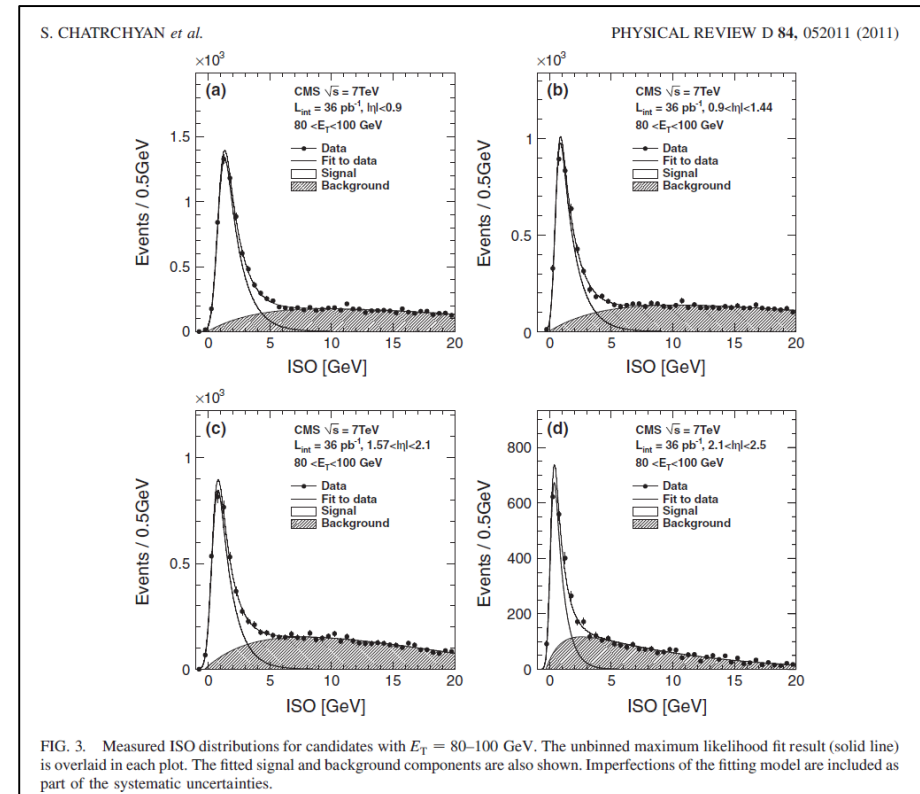 S. CHATRCHYAN et al.
PHYSICAL REVIEW D 84, 052011 (2011)
×10³
(a)
CMS √s = 7TeV
L_int = 36 pb⁻¹, |η|<0.9
80 <E_T<100 GeV
Data
Fit to data
Signal
Background
Events / 0.5GeV
1.5
1
0.5
0
0 5 10 15 20
ISO [GeV]
×10³
(b)
CMS √s = 7TeV
L_int = 36 pb⁻¹, 0.9<|η|<1.44
80 <E_T<100 GeV
Data
Fit to data
Signal
Background
Events / 0.5GeV
1
0.5
0
0 5 10 15 20
ISO [GeV]
×10³
(c)
CMS √s = 7TeV
L_int = 36 pb⁻¹, 1.57<|η|<2.1
80 <E_T<100 GeV
Data
Fit to data
Signal
Background
Events / 0.5GeV
1
0.5
0
0 5 10 15 20
ISO [GeV]
(d)
CMS √s = 7TeV
L_int = 36 pb⁻¹, 2.1<|η|<2.5
80 <E_T<100 GeV
Data
Fit to data
Signal
Background
Events / 0.5GeV
800
600
400
200
0
0 5 10 15 20
ISO [GeV]
FIG. 3. Measured ISO distributions for candidates with E_T = 80–100 GeV. The unbinned maximum likelihood fit result (solid line)
is overlaid in each plot. The fitted signal and background components are also shown. Imperfections of the fitting model are included as
part of the systematic uncertainties.